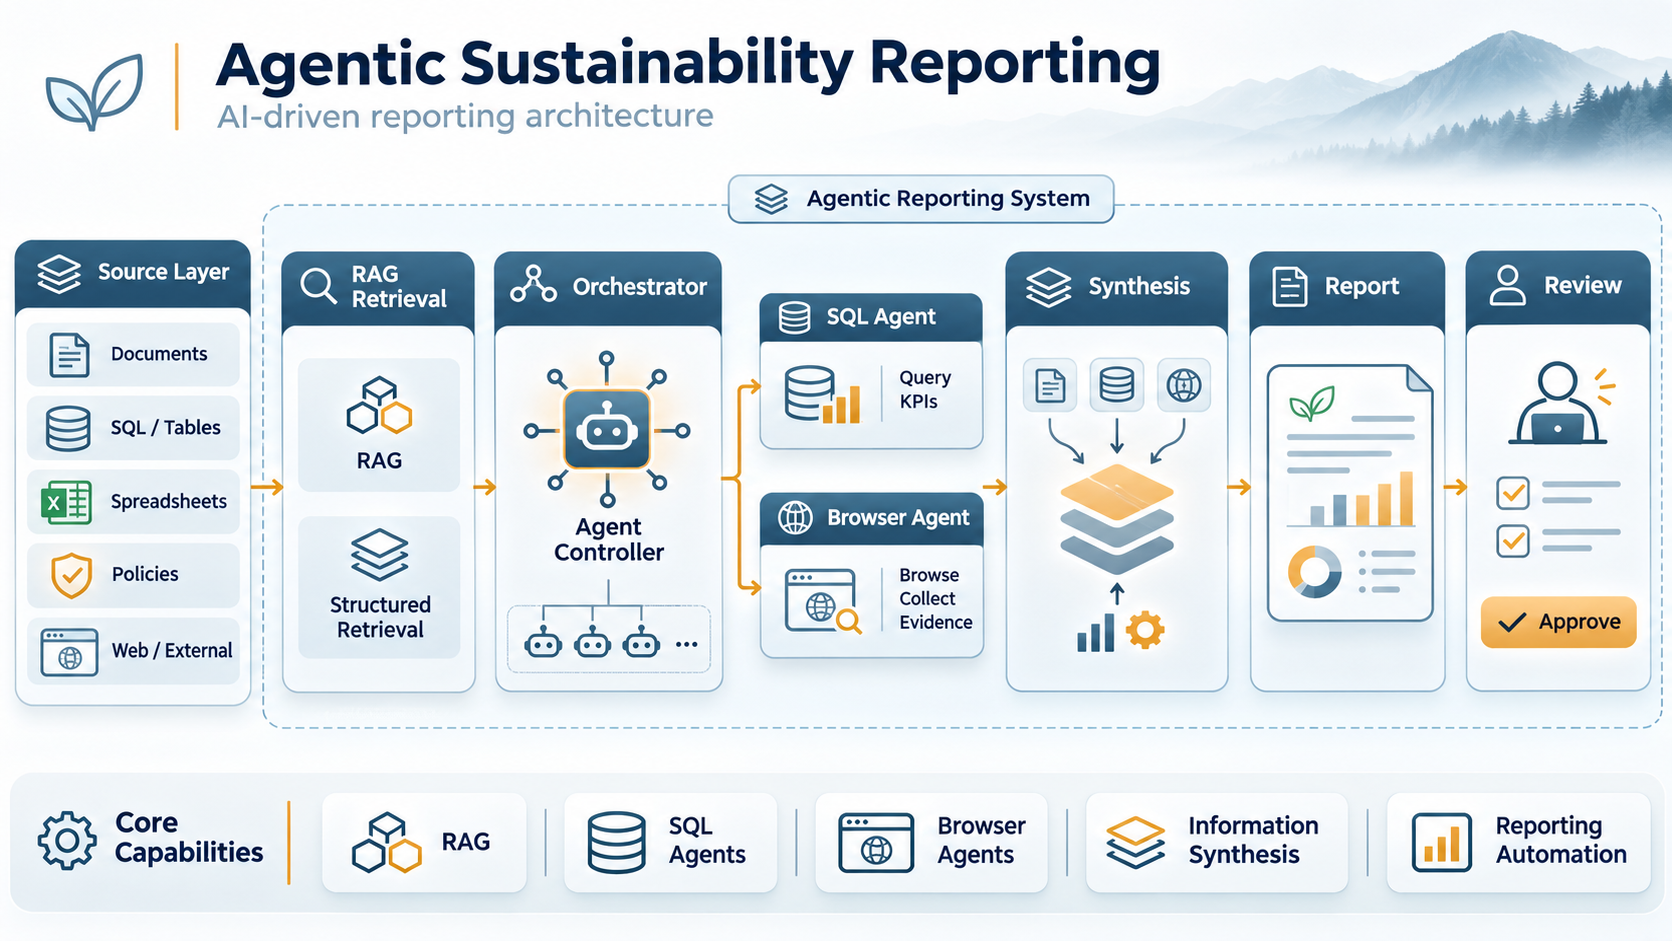 Agentic Sustainability Reporting
AI-driven reporting architecture
Agentic Reporting System
Source Layer
Documents
SQL / Tables
Spreadsheets
Policies
Web / External
RAG
Retrieval
RAG
Structured
Retrieval
Orchestrator
Agent
Controller
...
SQL Agent
Query
KPIs
Browser Agent
Browse
Collect
Evidence
Synthesis
Report
Review
Approve
Core
Capabilities
RAG
SQL
Agents
Browser
Agents
Information
Synthesis
Reporting
Automation